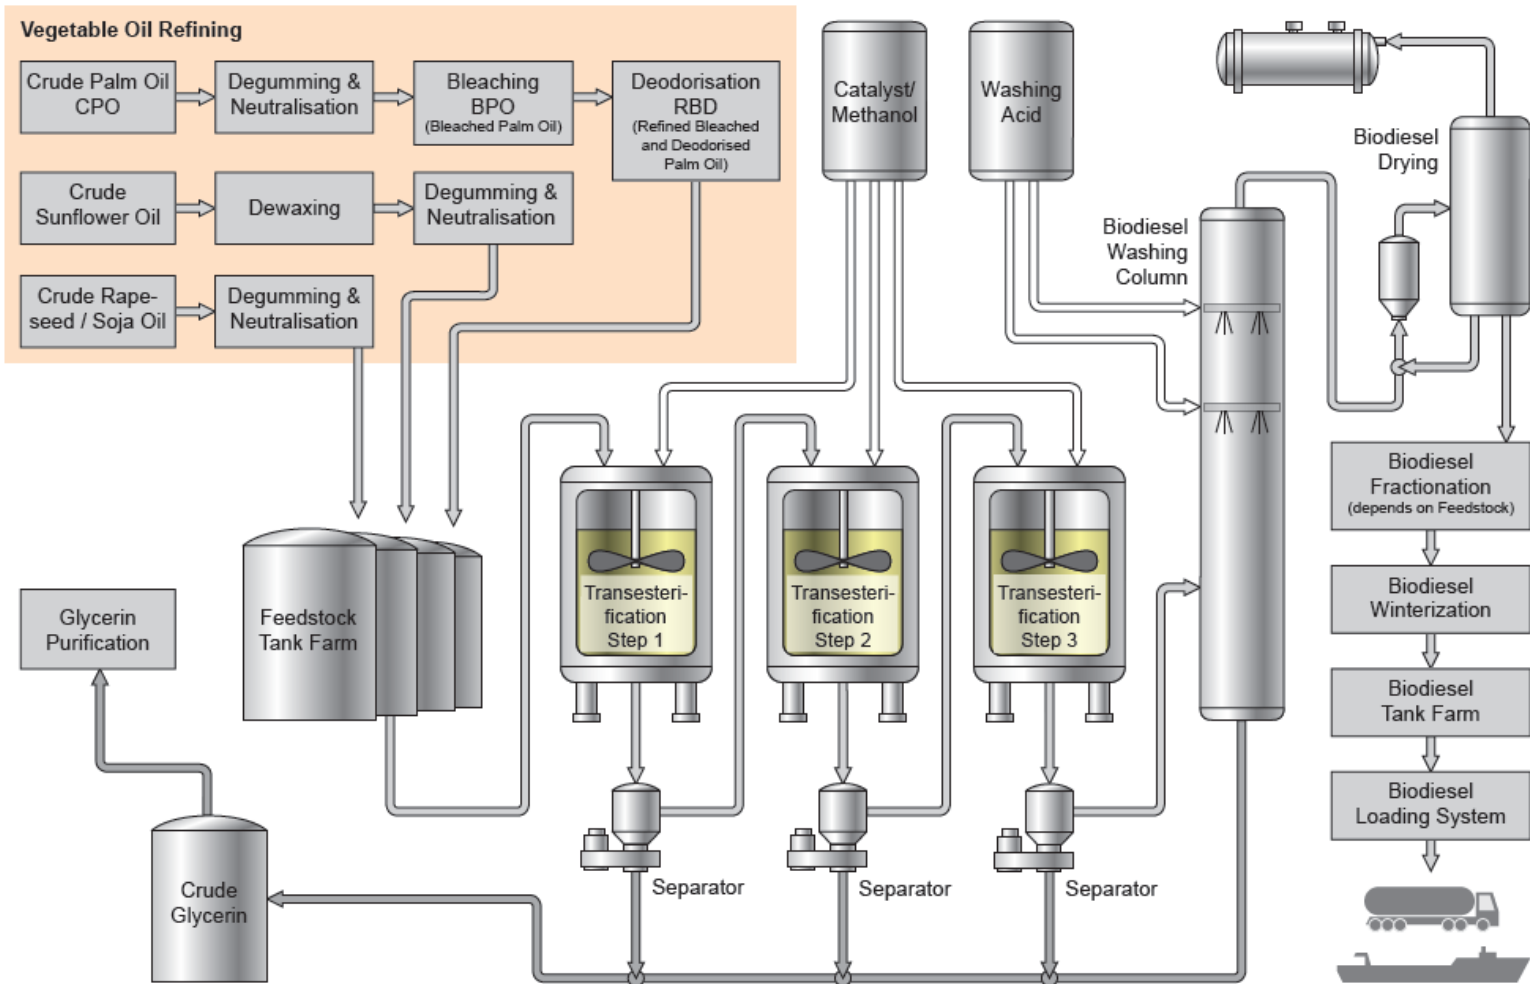 Vegetable Oil Refining
Crude Palm Oil
CPO
Degumming &
Neutralisation
Bleaching
BPO
(Bleached Palm Oil)
Deodorisation
RBD
(Refined Bleached
and Deodorised
Palm Oil)
Crude
Sunflower Oil
Dewaxing
Degumming &
Neutralisation
Crude Rape-
seed / Soja Oil
Degumming &
Neutralisation
Catalyst/
Methanol
Washing
Acid
Biodiesel
Drying
Biodiesel
Washing
Column
Feedstock
Tank Farm
Transesteri-
fication
Step 1
Transesteri-
fication
Step 2
Transesteri-
fication
Step 3
Separator
Separator
Separator
Glycerin
Purification
Crude
Glycerin
Biodiesel
Fractionation
(depends on Feedstock)
Biodiesel
Winterization
Biodiesel
Tank Farm
Biodiesel
Loading System